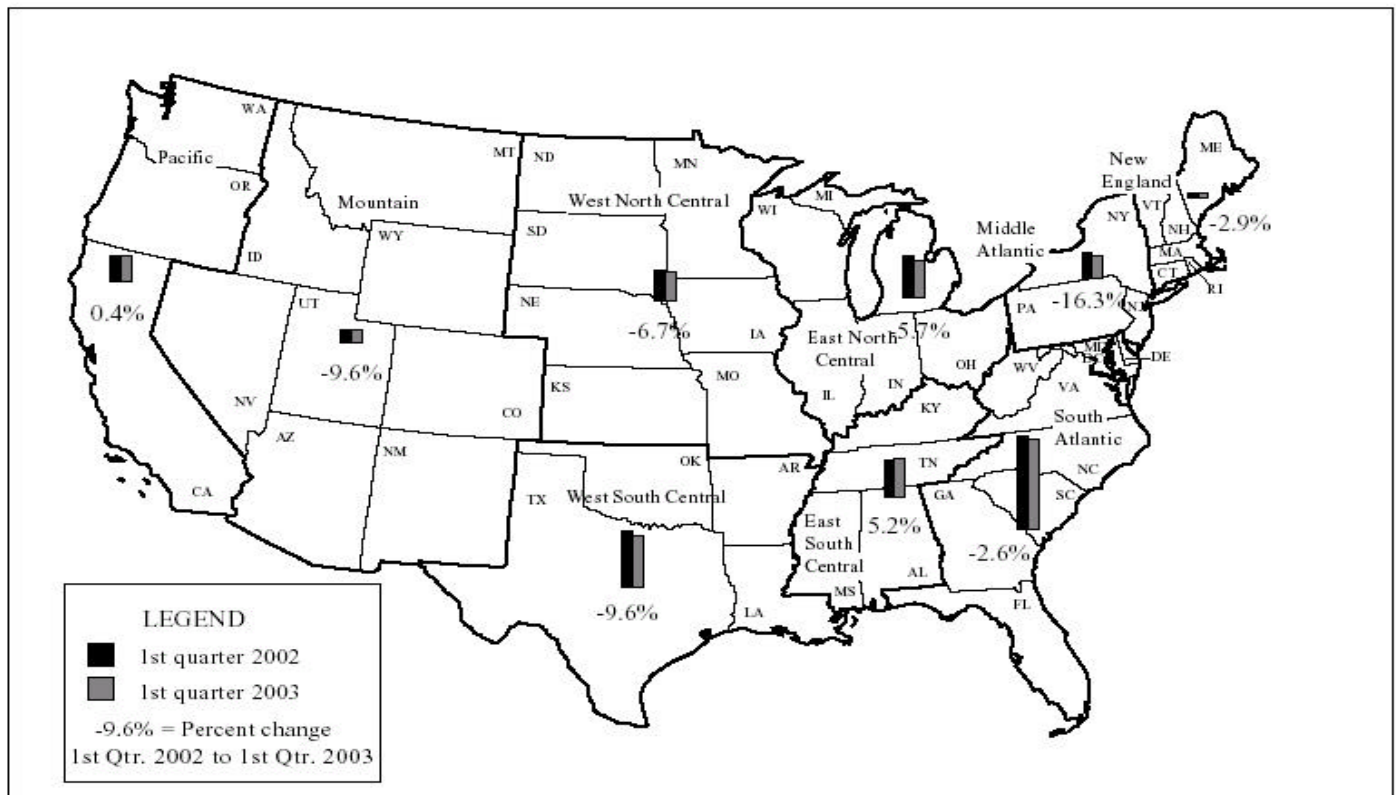 WA
Pacific
OR
MT
ID
Mountain
WY
ND
MN
West North Central
SD
WI
MI
New
England
ME
VT
NH
-2.9%
NY
Middle
Atlantic
MA
CT
RI
0.4%
UT
-9.6%
NV
CO
NE
-6.7%
IA
East North
Central
-5.7%
PA
-16.3%
NJ
DE
WV
VA
OH
IN
IL
MO
KS
KY
AZ
NM
CA
OK
AR
TX
West South Central
-9.6%
LA
TN
5.2%
East
South
Central
MS
AL
GA
South
Atlantic
NC
SC
-2.6%
FL
LEGEND
1st quarter 2002
1st quarter 2003
-9.6% = Percent change
1st Qtr. 2002 to 1st Qtr. 2003